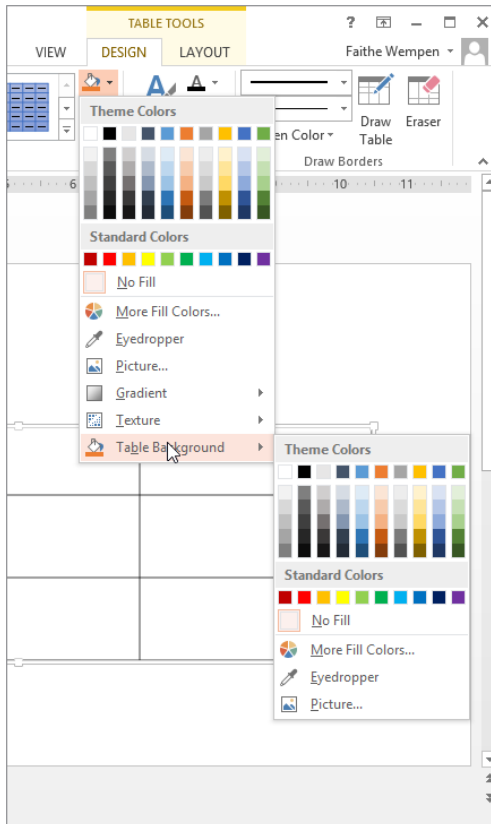 TABLE TOOLS
?
VIEW DESIGN LAYOUT Faithe Wempen
A A
Theme Colors
en Color
Draw Table
Eraser
Draw Borders
6 10 11
Standard Colors
No Fill
More Fill Colors...
Eyedropper
Picture...
Gradient
Texture
Table Background
Theme Colors
Standard Colors
No Fill
More Fill Colors...
Eyedropper
Picture...